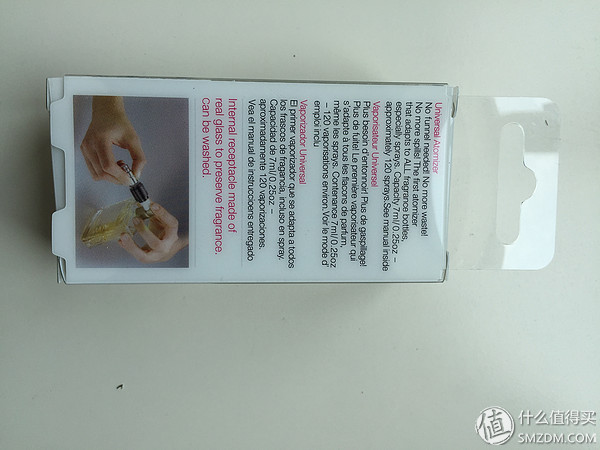 Universal Atomizer
No funnel needed! No more waste!
No more spills! The first atomizer
that adapts to ALL fragrance bottles,
especially sprays. Capacity 7ml/0.25oz –
approximately 120 sprays.See manual inside
Vaporisateur Universel
Plus besoin d'entonnoir! Plus de gaspillage!
Plus de fuite! Le première vaporisateur qui
s'adapte à tous les flacons de parfum,
même les sprays. Contenance 7ml/0.25oz
– 120 vaporisations environ. Voir le mode d'
emploi inclu
Vaporizador Universal
El primer vaporizador que se adapta a todos
los frascos de fragancia, incluso en spray.
Capacidad de 7ml/0.25oz –
aproximadamente 120 vaporizaciones.
Vea el manual de instrucciones entregado
Internal receptacle made of
real glass to preserve fragrance,
can be washed.
值 什么值得买
SMZDM.COM